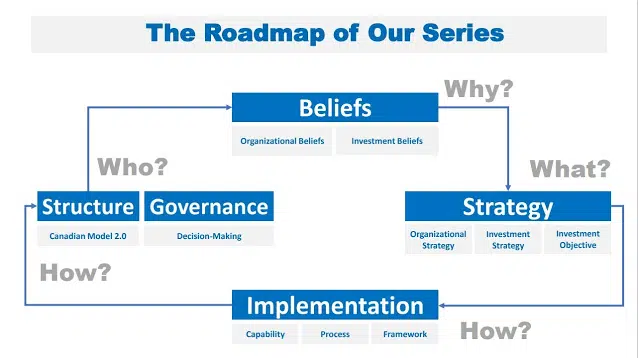 The Roadmap of Our Series
Why?
Beliefs
Organizational Beliefs
Investment Beliefs
Who?
What?
Structure
Governance
Strategy
Canadian Model 2.0
Decision-Making
Organizational
Strategy
Investment
Strategy
Investment
Objective
How?
Implementation
Capability
Process
Framework
How?